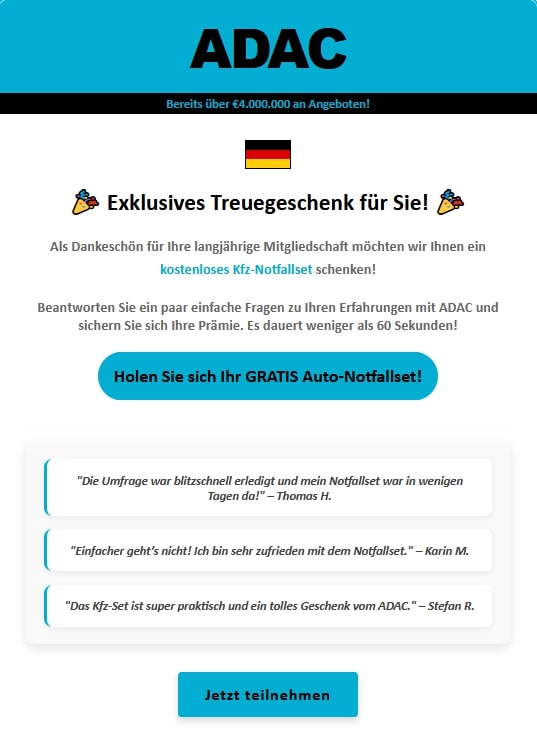 ADAC
Bereits über €4.000.000 an Angeboten!
Exklusives Treuegeschenk für Sie!
Als Dankeschön für Ihre langjährige Mitgliedschaft möchten wir Ihnen ein
kostenloses Kfz-Notfallset schenken!
Beantworten Sie ein paar einfache Fragen zu Ihren Erfahrungen mit ADAC und
sichern Sie sich Ihre Prämie. Es dauert weniger als 60 Sekunden!
Holen Sie sich Ihr GRATIS Auto-Notfallset!
"Die Umfrage war blitzschnell erledigt und mein Notfallset war in wenigen
Tagen da!" – Thomas H.
"Einfacher geht’s nicht! Ich bin sehr zufrieden mit dem Notfallset." – Karin M.
"Das Kfz-Set ist super praktisch und ein tolles Geschenk vom ADAC." – Stefan R.
Jetzt teilnehmen